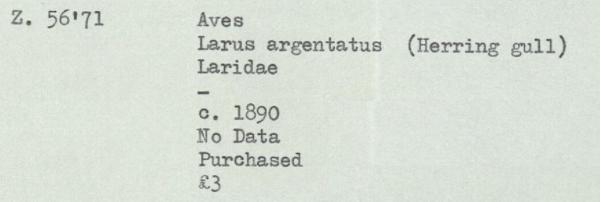 Z. 56'71 Aves
Larus argentatus (Herring gull)
Laridae
-
c. 1890
No Data
Purchased
£3